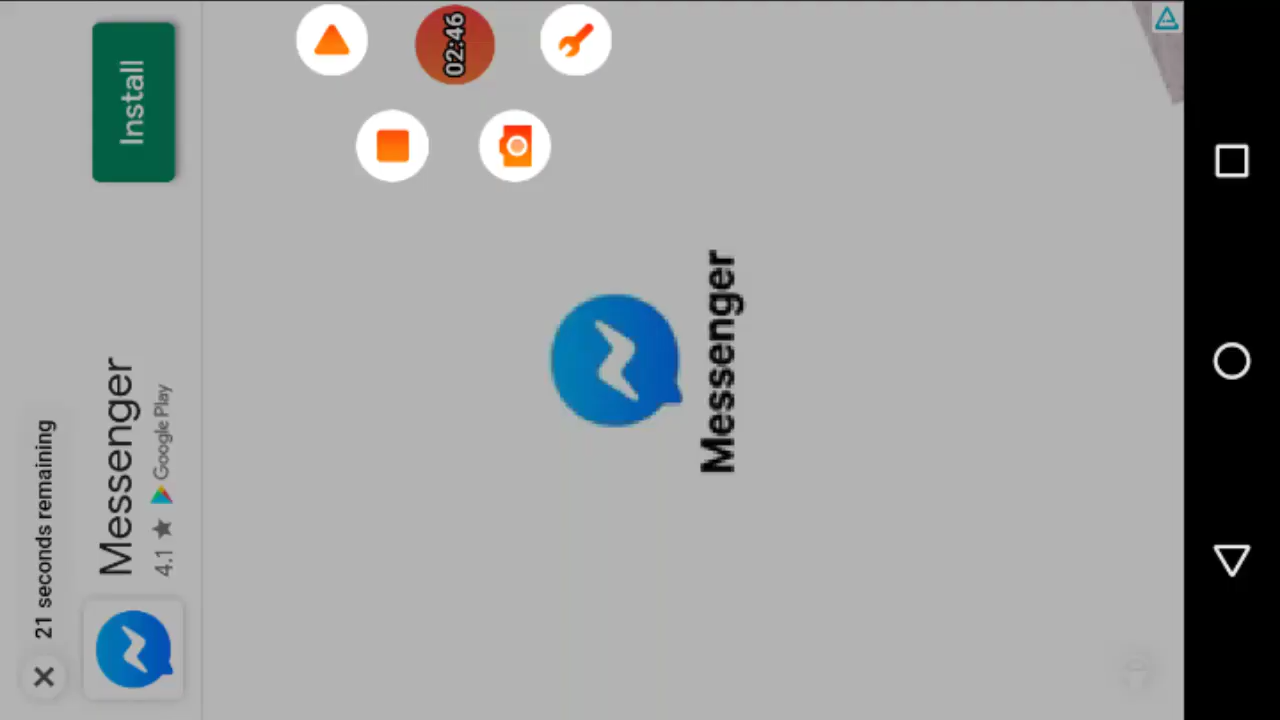 21 seconds remaining
Messenger
4.1 ★ Google Play
Install
02:46
Messenger